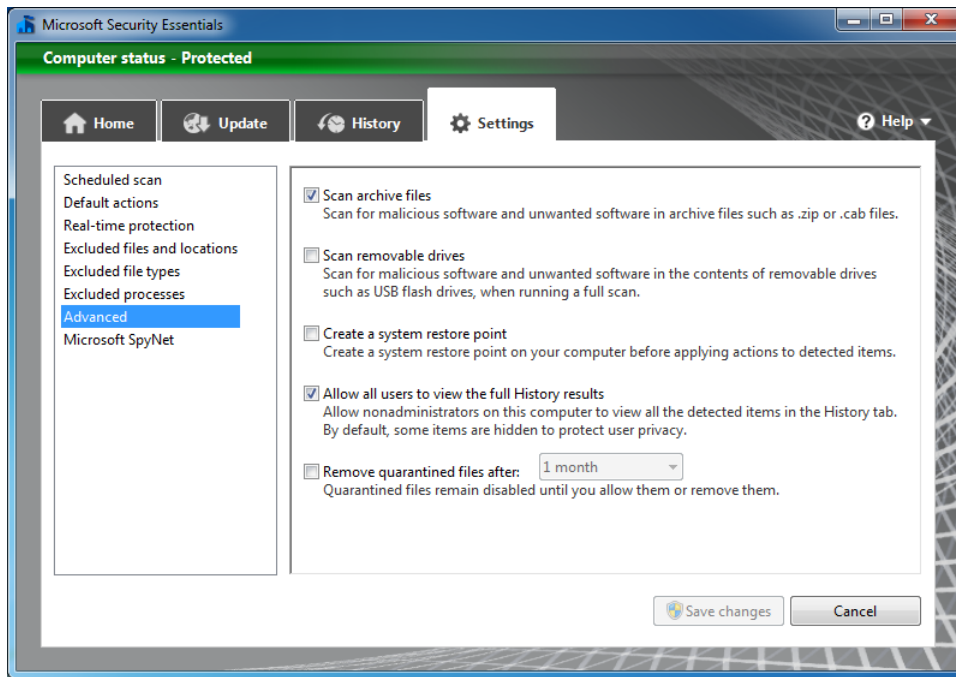 Microsoft Security Essentials
Computer status - Protected
Home
Update
History
Settings
Help
Scheduled scan
Default actions
Real-time protection
Excluded files and locations
Excluded file types
Excluded processes
Advanced
Microsoft SpyNet
Scan archive files
Scan for malicious software and unwanted software in archive files such as .zip or .cab files.
Scan removable drives
Scan for malicious software and unwanted software in the contents of removable drives
such as USB flash drives, when running a full scan.
Create a system restore point
Create a system restore point on your computer before applying actions to detected items.
Allow all users to view the full History results
Allow nonadministrators on this computer to view all the detected items in the History tab.
By default, some items are hidden to protect user privacy.
Remove quarantined files after: 1 month
Quarantined files remain disabled until you allow them or remove them.
Save changes
Cancel